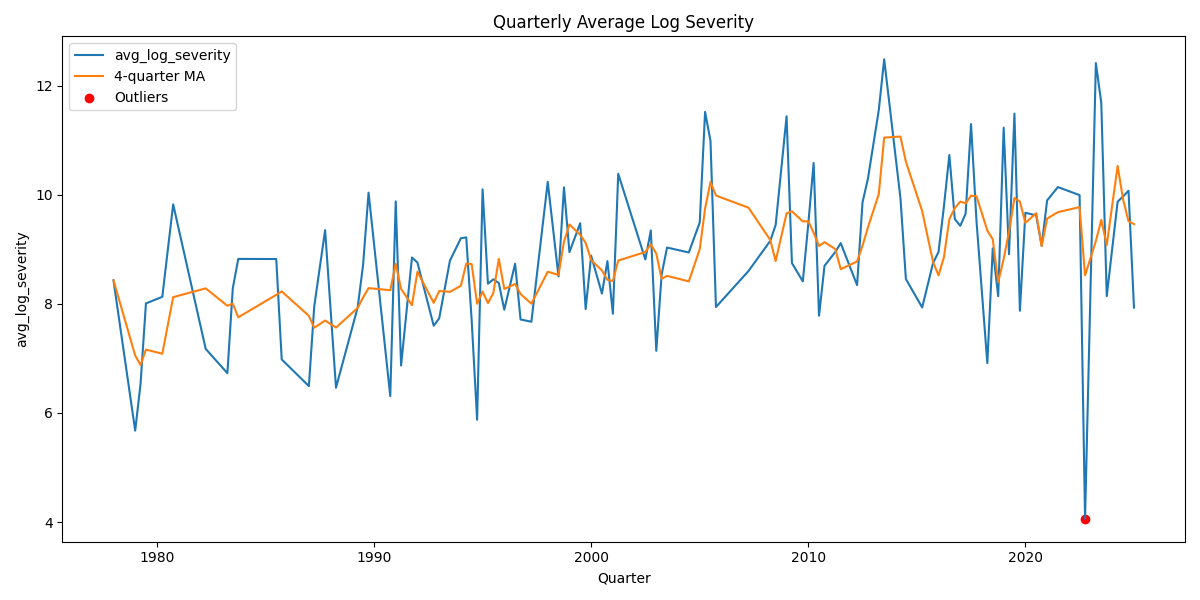 Quarterly Average Log Severity
avg_log_severity
4-quarter MA
Outliers
12
10
8
6
4
avg_log_severity
1980
1990
2000
2010
2020
Quarter